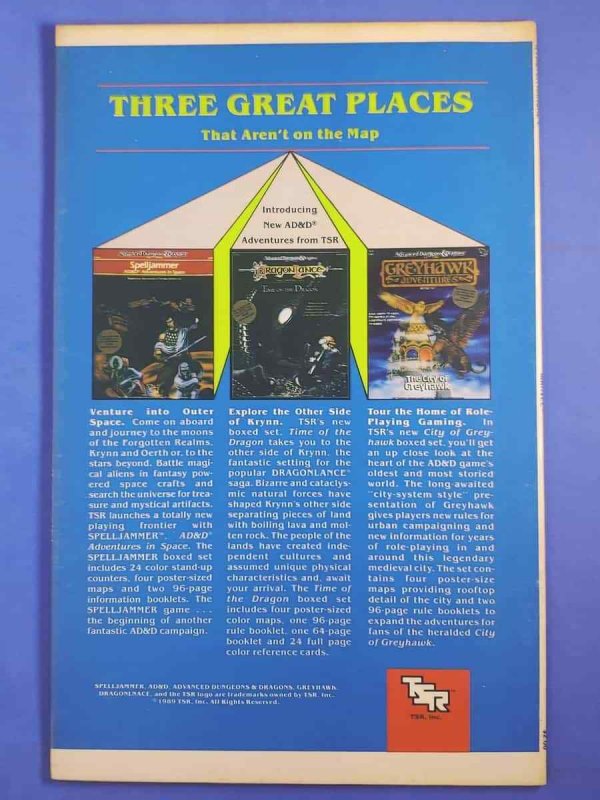 THREE GREAT PLACES
That Aren't on the Map
Introducing
New AD&D®
Adventures from TSR
Advanced Dungeons & Dragons
Spelljammer
AD&D Adventures in Space
Advanced Dungeons & Dragons
DRAGONLANCE
TIME OF THE DRAGON
Advanced Dungeons & Dragons
GREYHAWK
ADVENTURES
The City of
Greyhawk
Venture into Outer
Space. Come on aboard
and journey to the moons
of the Forgotten Realms,
Krynn and Oerth or, to the
stars beyond. Battle magi-
cal aliens in fantasy pow
ered space crafts and
search the universe for trea-
sure and mystical artifacts.
TSR launches a totally new
playing frontier with
SPELLJAMMER™, AD&D®
Adventures in Space. The
SPELLJAMMER boxed set
includes 24 color stand-up
counters, four poster-sized
maps and two 96-page
information booklets. The
SPELLJAMMER game ...
the beginning of another
fantastic AD&D campaign.
Explore the Other Side
of Krynn. TSR's new
boxed set, Time of the
Dragon takes you to the
other side of Krynn, the
fantastic setting for the
popular DRAGONLANCE®
saga. Bizarre and cataclys-
mic natural forces have
shaped Krynn's other side
separating pieces of land
with boiling lava and mol-
ten rock. The people of the
lands have created inde-
pendent cultures and
assumed unique physical
characteristics and, await
your arrival. The Time of
the Dragon boxed set
includes four poster-sized
color maps, one 96-page
rule booklet, one 64-page
booklet and 24 full page
color reference cards.
Tour the Home of Role-
Playing Gaming. In
TSR's new City of Grey-
hawk boxed set, you'll get
an up close look at the
heart of the AD&D game's
oldest and most storied
world. The long-awaited
"city-system style" pre-
sentation of Greyhawk
gives players new rules for
urban campaigning and
new information for years
of role-playing in and
around this legendary
medieval city. The set con-
tains four poster-size
maps providing rooftop
detail of the city and two
96-page rule booklets to
expand the adventures for
fans of the heralded City
of Greyhawk.
SPELLJAMMER, AD&D, ADVANCED DUNGEONS & DRAGONS, GREYHAWK,
DRAGONLNACE, and the TSR logo are trademarks owned by TSR, Inc.
©1989 TSR, Inc. All Rights Reserved.
TSR™
TSR, Inc.